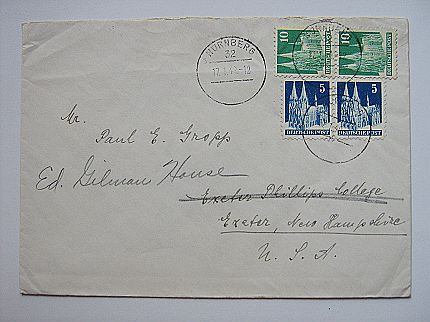 NÜRNBERG
32
10
10
5
5
DEUTSCHE POST
DEUTSCHE POST
Mr.
Paul E. Gropp
Ed. Gilman House
Exeter Phillips College
Exeter, New Hampshire
U. S. A.